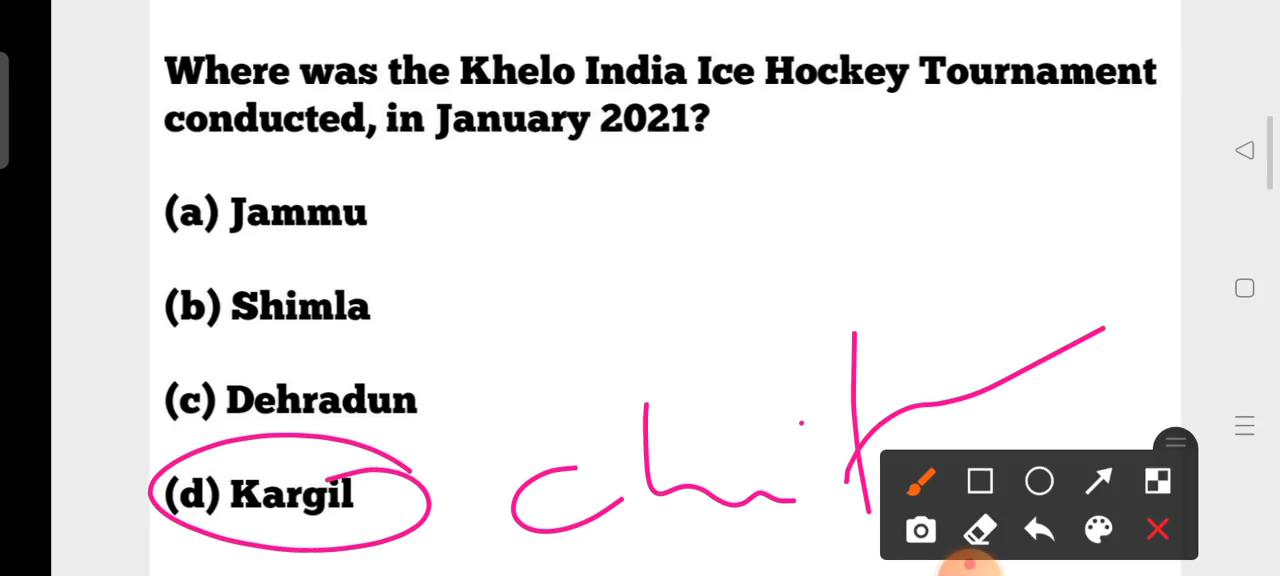 Where was the Khelo India Ice Hockey Tournament
conducted, in January 2021?
(a) Jammu
(b) Shimla
(c) Dehradun
(d) Kargil